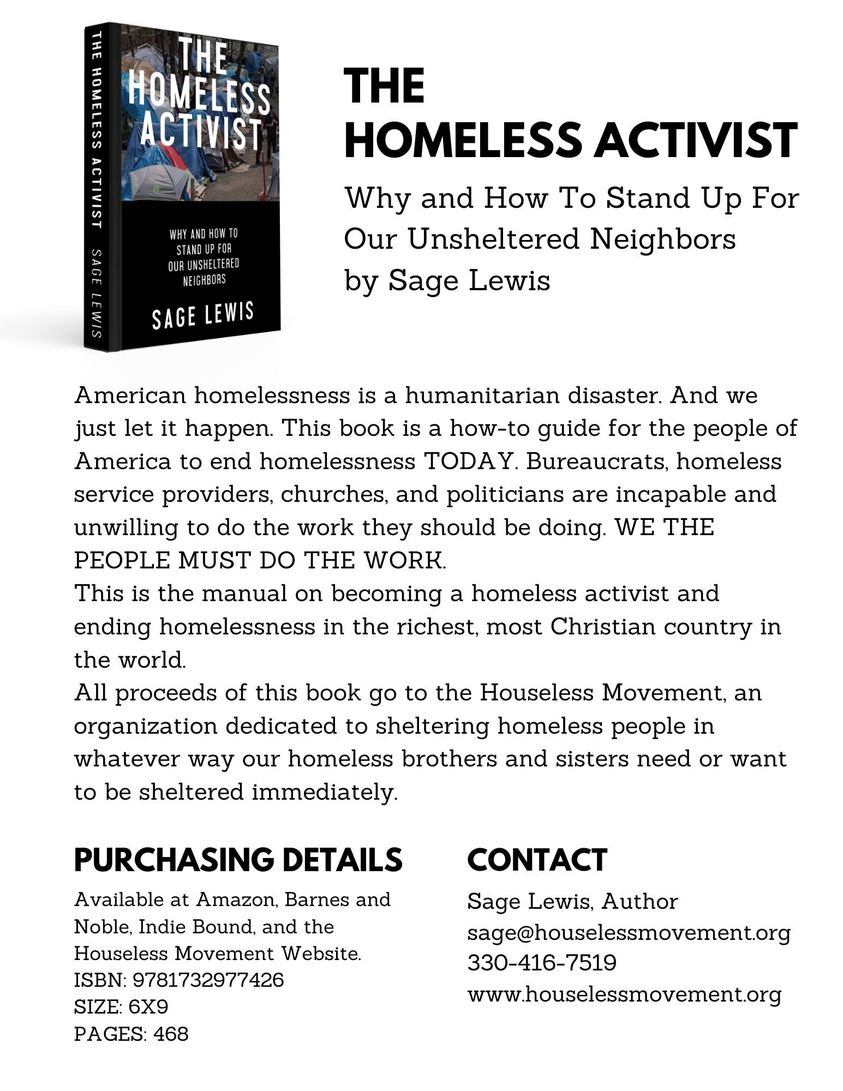 THE HOMELESS ACTIVIST SAGE LEWIS
THE
HOMELESS
ACTIVIST
WHY AND HOW TO
STAND UP FOR
OUR UNSHELTERED
NEIGHBORS
SAGE LEWIS
THE
HOMELESS ACTIVIST
Why and How To Stand Up For
Our Unsheltered Neighbors
by Sage Lewis
American homelessness is a humanitarian disaster. And we
just let it happen. This book is a how-to guide for the people of
America to end homelessness TODAY. Bureaucrats, homeless
service providers, churches, and politicians are incapable and
unwilling to do the work they should be doing. WE THE
PEOPLE MUST DO THE WORK.
This is the manual on becoming a homeless activist and
ending homelessness in the richest, most Christian country in
the world.
All proceeds of this book go to the Houseless Movement, an
organization dedicated to sheltering homeless people in
whatever way our homeless brothers and sisters need or want
to be sheltered immediately.
PURCHASING DETAILS
Available at Amazon, Barnes and
Noble, Indie Bound, and the
Houseless Movement Website.
ISBN: 9781732977426
SIZE: 6X9
PAGES: 468
CONTACT
Sage Lewis, Author
sage@houselessmovement.org
330-416-7519
www.houselessmovement.org